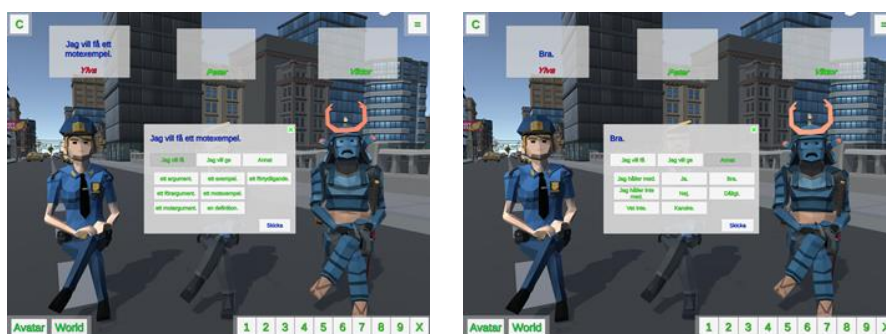 C
=
Jag vill få ett
motexempel.
Ylva
Peter
Viktor
Jag vill få ett motexempel.
Jag vill få
Jag vill ge
Annat
ett argument.
ett exempel.
ett förtydligande.
ett förargument.
ett motexempel.
ett motargument.
en definition.
Skicka
Avatar
World
1 2 3 4 5 6 7 8 9 X
C
=
Bra.
Ylva
Peter
Viktor
Bra.
Jag vill få
Jag vill ge
Annat
Jag håller med.
Ja.
Bra.
Jag håller inte
med.
Nej.
Dåligt.
Vet inte.
Kanske.
Skicka
Avatar
World
1 2 3 4 5 6 7 8 9